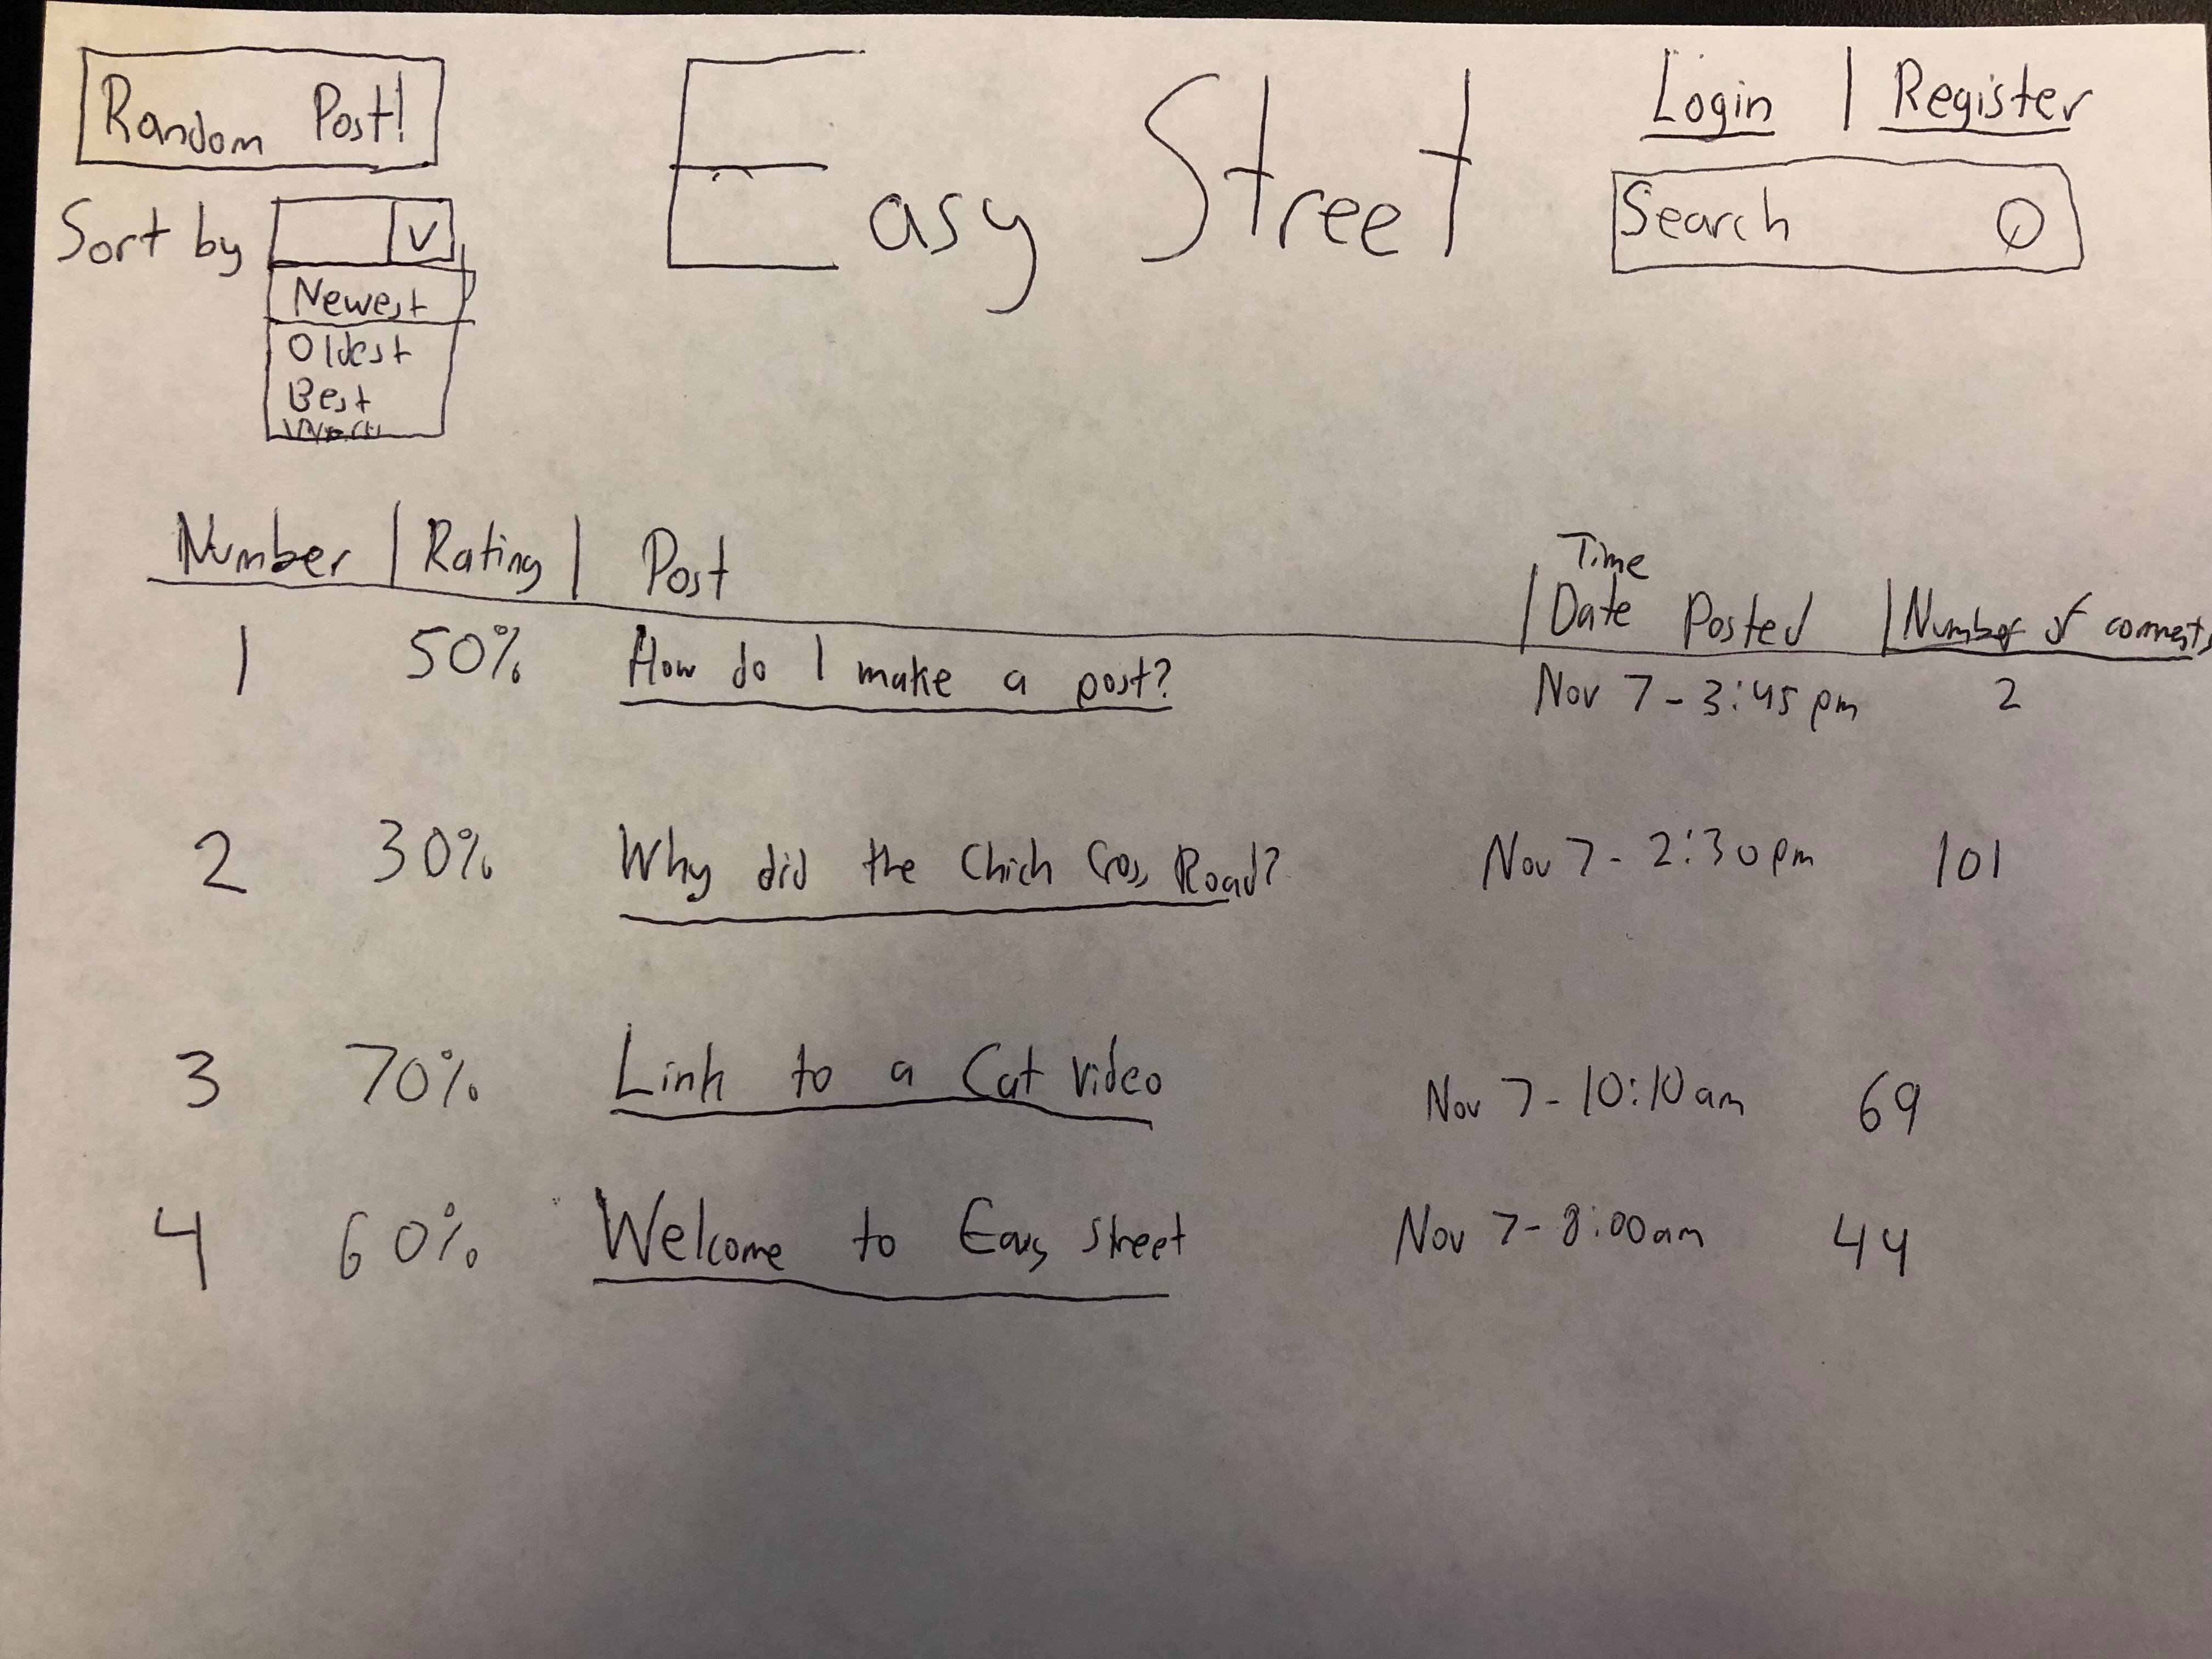 Random Post!
Easy Street
Login | Register
Sort by
V
Search
Newest
Oldest
Best
Number | Rating | Post | Time Date Posted | Number of comments
1 50% How do I make a post? Nov 7 - 3:45 pm 2
2 30% Why did the Chich Cross Road? Nov 7 - 2:30 pm 101
3 70% Link to a Cat video Nov 7 - 10:10 am 69
4 60% Welcome to Easy Street Nov 7 - 8:00 am 44